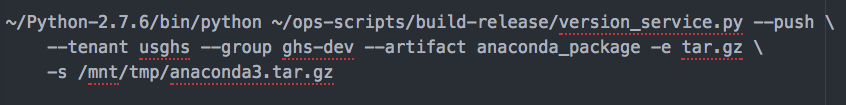 ~/Python-2.7.6/bin/python ~/ops-scripts/build-release/version_service.py --push \
--tenant usghs --group ghs-dev --artifact anaconda_package -e tar.gz \
-s /mnt/tmp/anaconda3.tar.gz